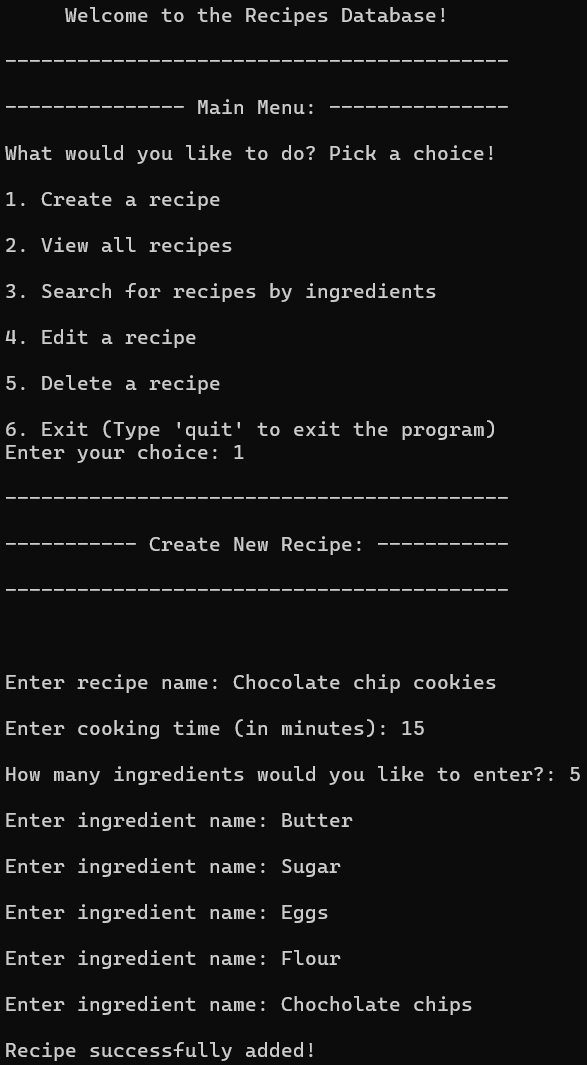 Welcome to the Recipes Database!
------------------------------------------
--------------- Main Menu: ---------------
What would you like to do? Pick a choice!
1. Create a recipe
2. View all recipes
3. Search for recipes by ingredients
4. Edit a recipe
5. Delete a recipe
6. Exit (Type 'quit' to exit the program)
Enter your choice: 1
------------------------------------------
----------- Create New Recipe: -----------
------------------------------------------
Enter recipe name: Chocolate chip cookies
Enter cooking time (in minutes): 15
How many ingredients would you like to enter?: 5
Enter ingredient name: Butter
Enter ingredient name: Sugar
Enter ingredient name: Eggs
Enter ingredient name: Flour
Enter ingredient name: Chocholate chips
Recipe successfully added!